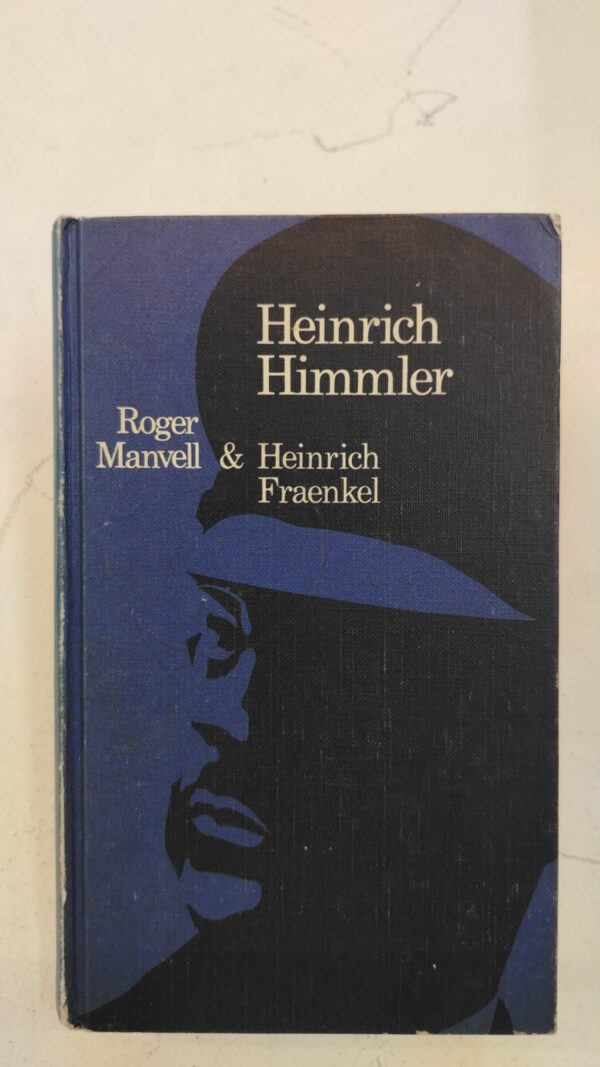 Heinrich
Himmler
Roger
Manvell & Heinrich
Fraenkel